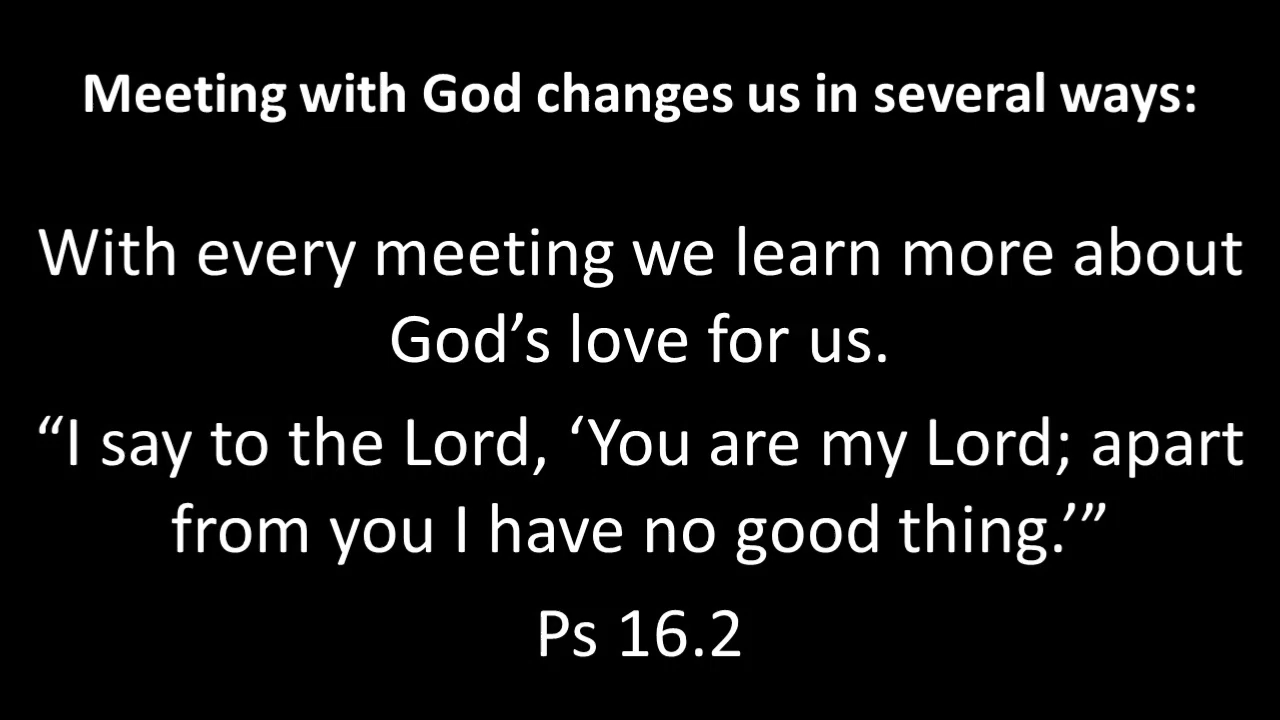 Meeting with God changes us in several ways:
With every meeting we learn more about
God’s love for us.
“I say to the Lord, ‘You are my Lord; apart
from you I have no good thing.’”
Ps 16.2